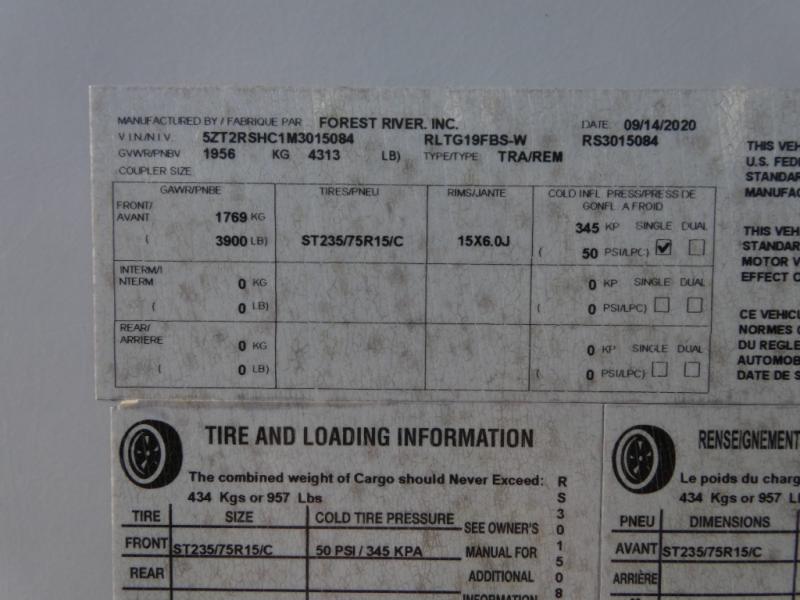 MANUFACTURED BY / FABRIQUE PAR FOREST RIVER. INC. DATE 09/14/2020
V I N / N I V. 5ZT2RSHC1M3015084 RLTG19FBS-W RS3015084
GVWR/PNBV 1956 KG 4313 LB) TYPE/TYPE: TRA/REM
COUPLER SIZE
GAWR/PNBE TIRES/PNEU RIMS/JANTE COLD INFL. PRESS/PRESS DE
GONFL. A FROID
FRONT/
AVANT 1769 KG 345 KP SINGLE DUAL
( 3900 LB) ST235/75R15/C 15X6.0J ( 50 PSI/LPC)
INTERM/I
NTERM 0 KG 0 KP SINGLE DUAL
( 0 LB) ( 0 PSI/LPC)
REAR/
ARRIERE 0 KG 0 KP SINGLE DUAL
( 0 LB) ( 0 PSI/LPC)
THIS VEH
U.S. FEDE
STANDAR
MANUFAC
THIS VEH
STANDAR
MOTOR V
EFFECT O
CE VEHICU
NORMES
DU REGLE
AUTOMOB
DATE DE S
TIRE AND LOADING INFORMATION
The combined weight of Cargo should Never Exceed:
434 Kgs or 957 Lbs
TIRE SIZE COLD TIRE PRESSURE
FRONT ST235/75R15/C 50 PSI / 345 KPA
REAR
SEE OWNER'S
MANUAL FOR
ADDITIONAL
INFORMATION
RS301508
RENSEIGNEMENT
Le poids du charg
434 Kgs or 957 L
PNEU DIMENSIONS
AVANT ST235/75R15/C
ARRIÈRE